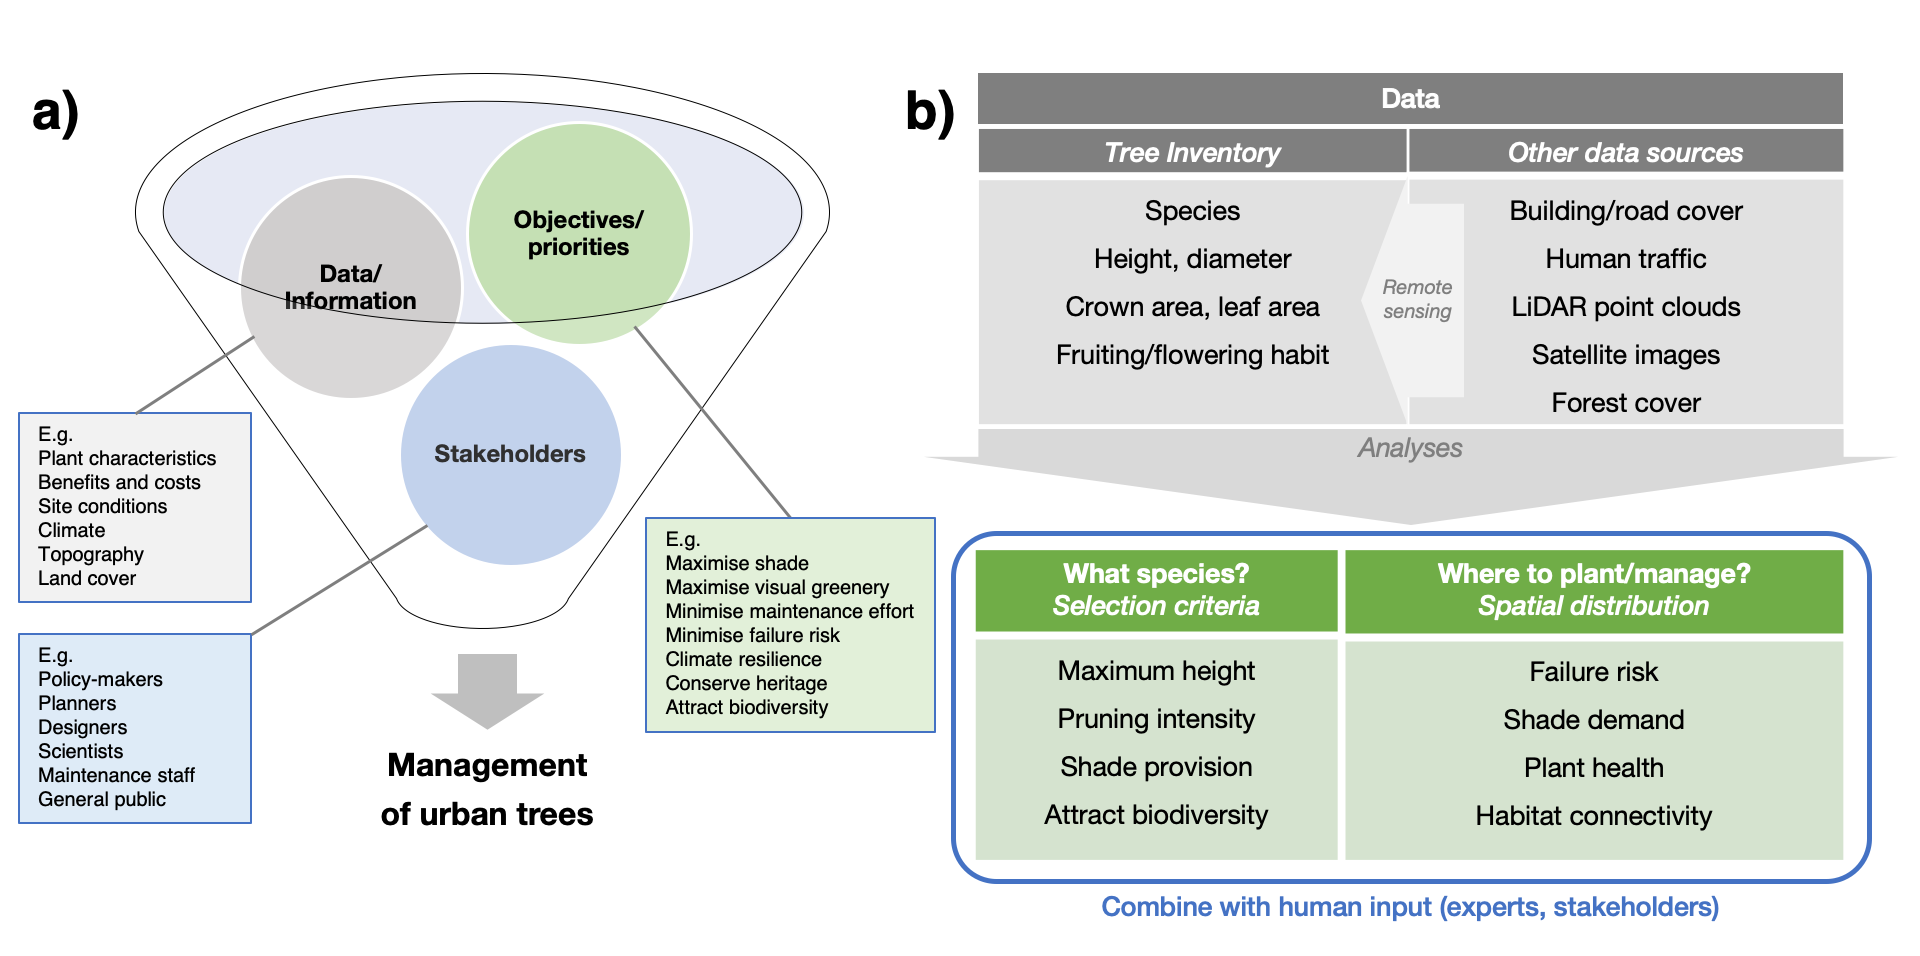 a)
Data/
Information
Objectives/
priorities
Stakeholders
E.g.
Plant characteristics
Benefits and costs
Site conditions
Climate
Topography
Land cover
E.g.
Policy-makers
Planners
Designers
Scientists
Maintenance staff
General public
E.g.
Maximise shade
Maximise visual greenery
Minimise maintenance effort
Minimise failure risk
Climate resilience
Conserve heritage
Attract biodiversity
Management
of urban trees
b)
Data
Tree Inventory
Species
Height, diameter
Crown area, leaf area
Fruiting/flowering habit
Remote
sensing
Other data sources
Building/road cover
Human traffic
LiDAR point clouds
Satellite images
Forest cover
Analyses
What species?
Selection criteria
Maximum height
Pruning intensity
Shade provision
Attract biodiversity
Where to plant/manage?
Spatial distribution
Failure risk
Shade demand
Plant health
Habitat connectivity
Combine with human input (experts, stakeholders)